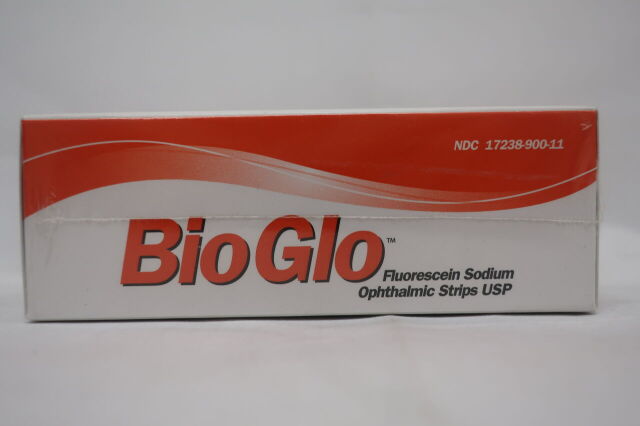 NDC 17238-900-11
BioGlo™
Fluorescein Sodium
Ophthalmic Strips USP